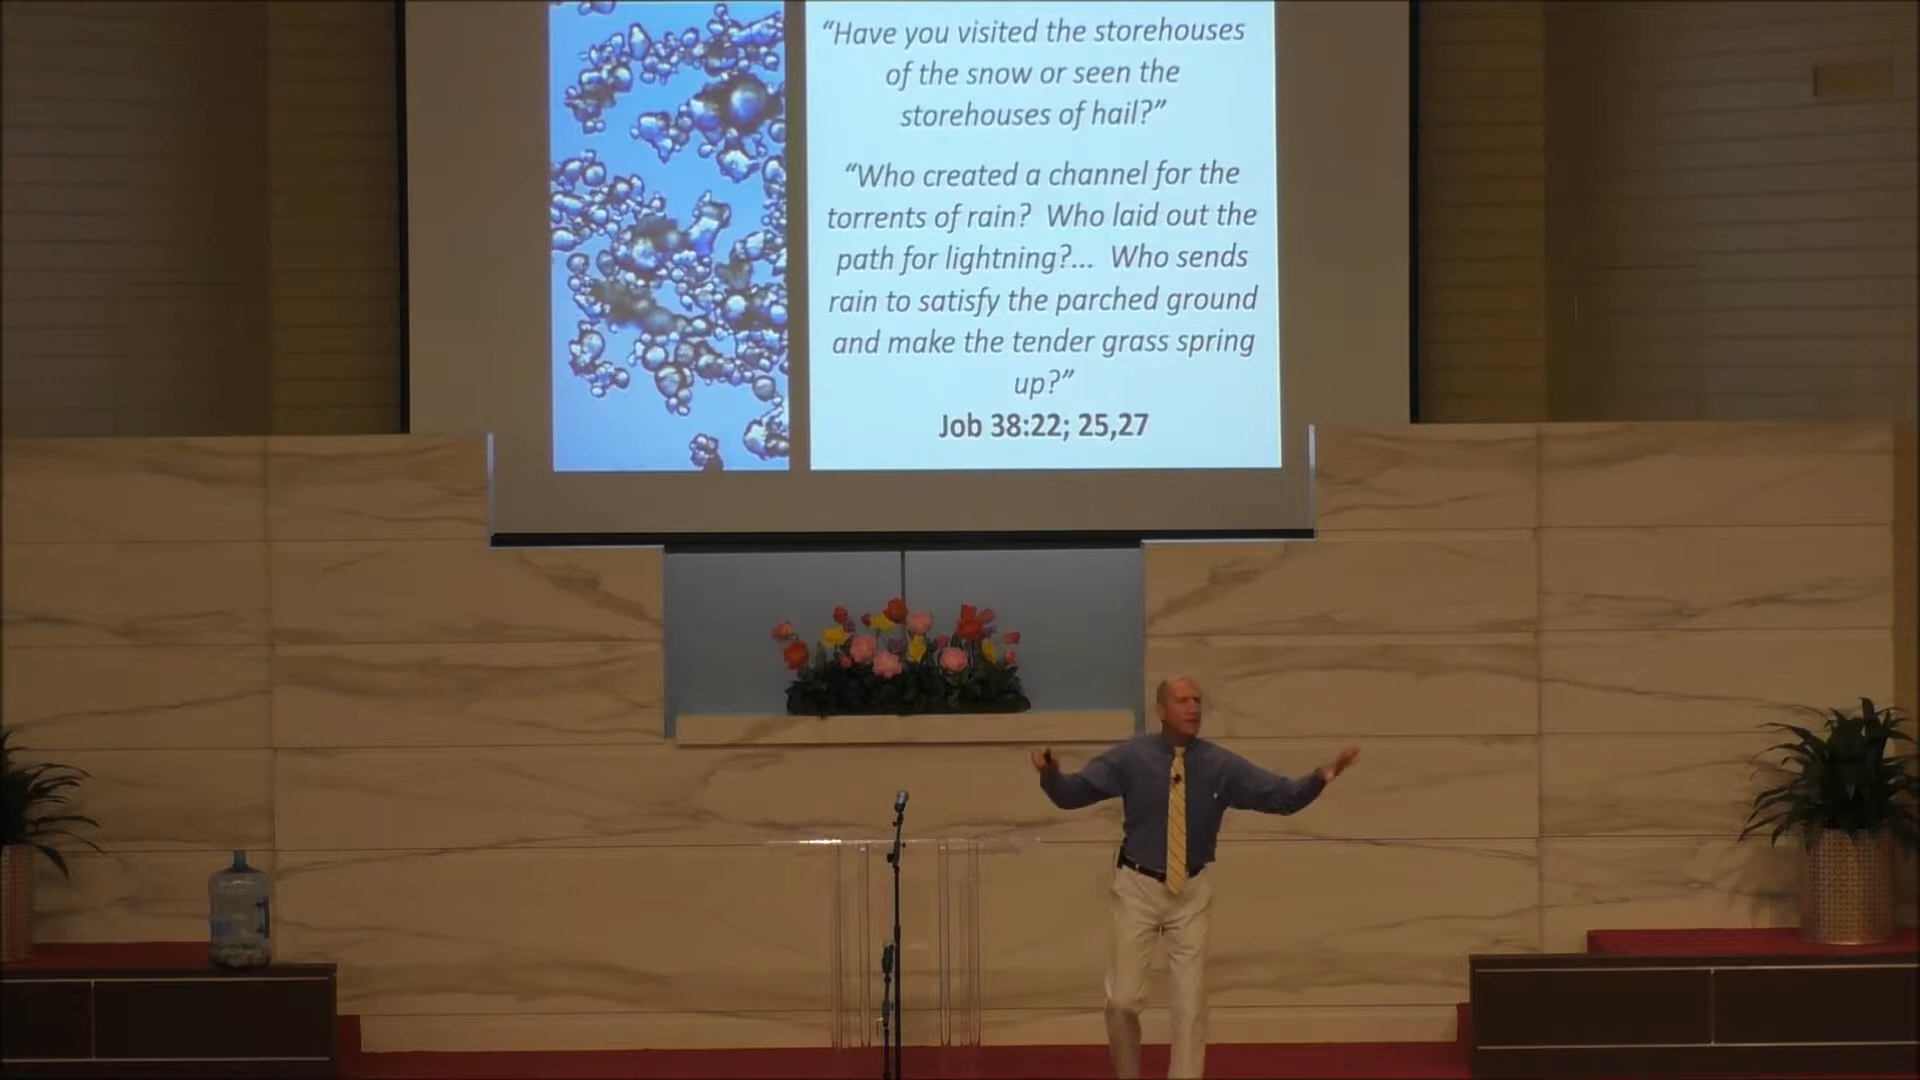 “Have you visited the storehouses
of the snow or seen the
storehouses of hail?”
“Who created a channel for the
torrents of rain?  Who laid out the
path for lightning?...  Who sends
rain to satisfy the parched ground
and make the tender grass spring
up?”
Job 38:22; 25,27